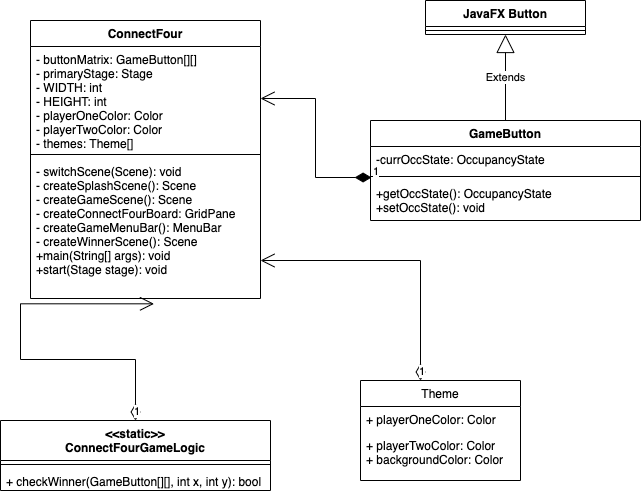 ConnectFour
- buttonMatrix: GameButton[][]
- primaryStage: Stage
- WIDTH: int
- HEIGHT: int
- playerOneColor: Color
- playerTwoColor: Color
- themes: Theme[]
- switchScene(Scene): void
- createSplashScene(): Scene
- createGameScene(): Scene
- createConnectFourBoard: GridPane
- createGameMenuBar(): MenuBar
- createWinnerScene(): Scene
+main(String[] args): void
+start(Stage stage): void
JavaFX Button
Extends
GameButton
-currOccState: OccupancyState
1
+getOccState(): OccupancyState
+setOccState(): void
1
Theme
+ playerOneColor: Color
+ playerTwoColor: Color
+ backgroundColor: Color
1
<<static>>
ConnectFourGameLogic
+ checkWinner(GameButton[][], int x, int y): bool